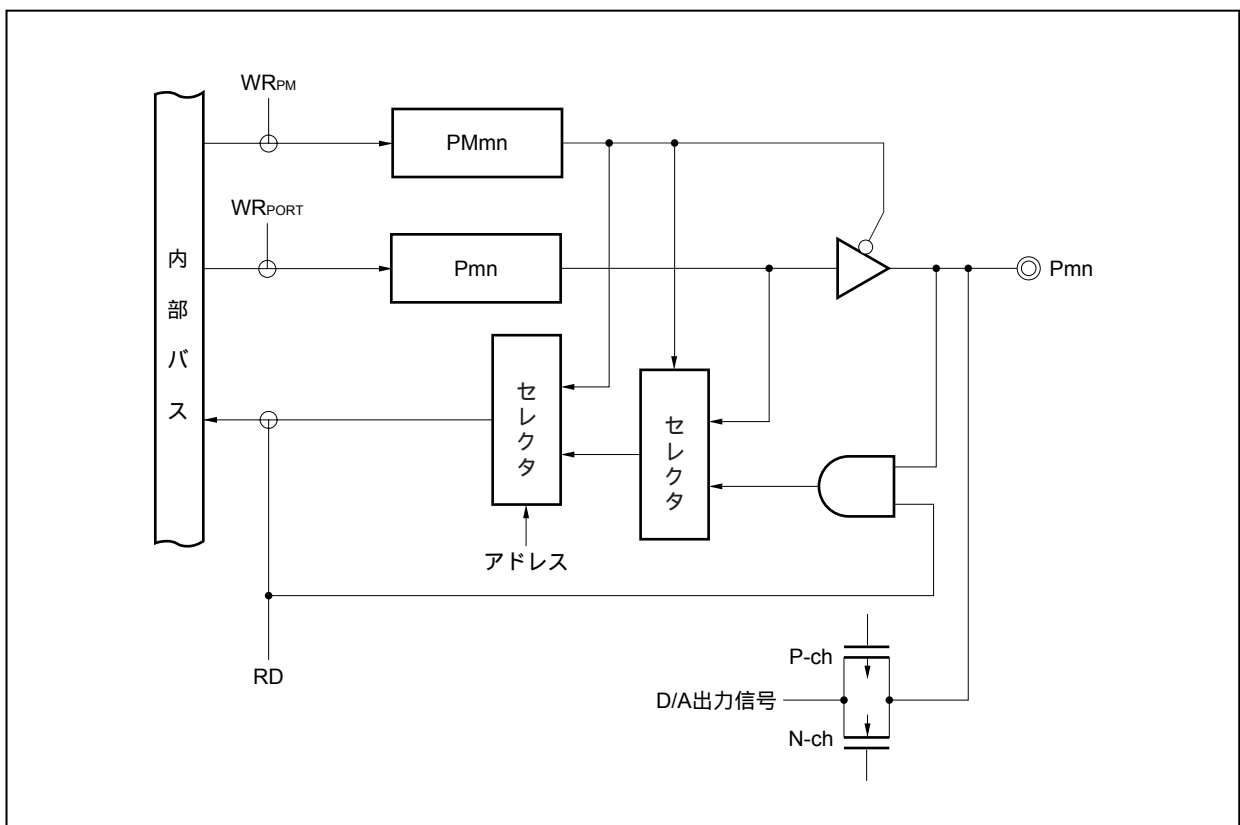 WRPM
PMmn
WRPORT
Pmn
Pmn
内部バス
セレクタ
セレクタ
アドレス
RD
P-ch
D/A出力信号
N-ch